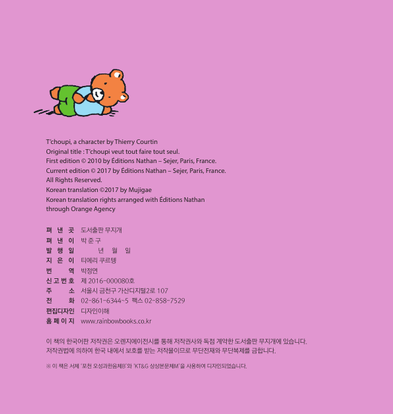 T'choupi, a character by Thierry Courtin
Original title : T'choupi veut tout faire tout seul.
First edition © 2010 by Éditions Nathan – Sejer, Paris, France.
Current edition © 2017 by Éditions Nathan – Sejer, Paris, France.
All Rights Reserved.
Korean translation ©2017 by Mujigae
Korean translation rights arranged with Éditions Nathan
through Orange Agency
펴 낸 곳 도서출판 무지개
펴 낸 이 박 준 구
발 행 일 년 월 일
지 은 이 티에리 쿠르탱
번 역 박정연
신 고 번 호 제 2016-000080호
주 소 서울시 금천구 가산디지털2로 107
전 화 02-861-6344~5 팩스 02-858-7529
편집디자인 디자인이래
홈 페 이 지 www.rainbowbooks.co.kr
이 책의 한국어판 저작권은 오렌지에이전시를 통해 저작권사와 독점 계약한 도서출판 무지개에 있습니다.
저작권법에 의하여 한국 내에서 보호를 받는 저작물이므로 무단전재와 무단복제를 금합니다.
※ 이 책은 서체 '포천 오성과한음체®'와 'KT&G 상상본문체M'을 사용하여 디자인되었습니다.